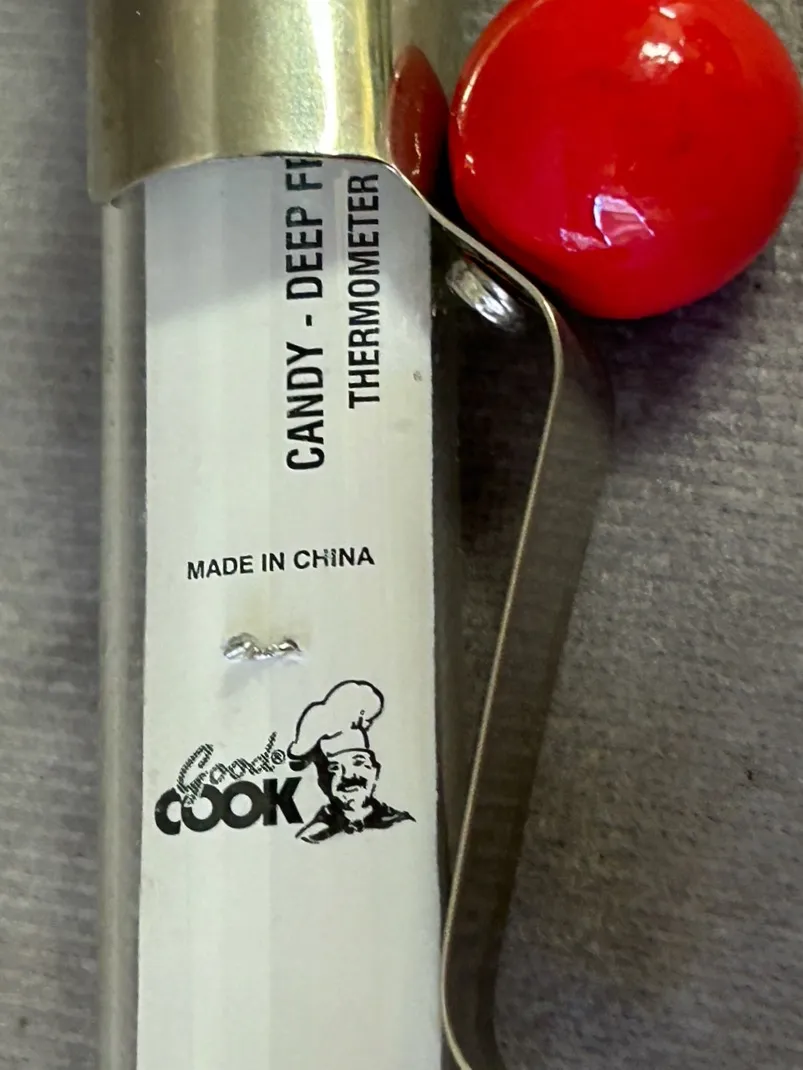 CANDY - DEEP
THERMOMETER
MADE IN CHINA
Good®
COOK